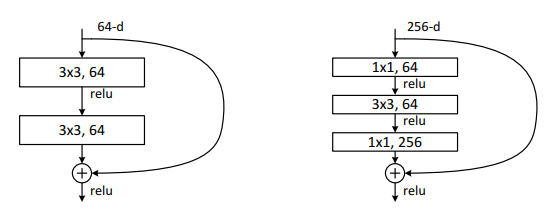 64-d
3x3, 64
relu
3x3, 64
+
relu
256-d
1x1, 64
relu
3x3, 64
relu
1x1, 256
+
relu